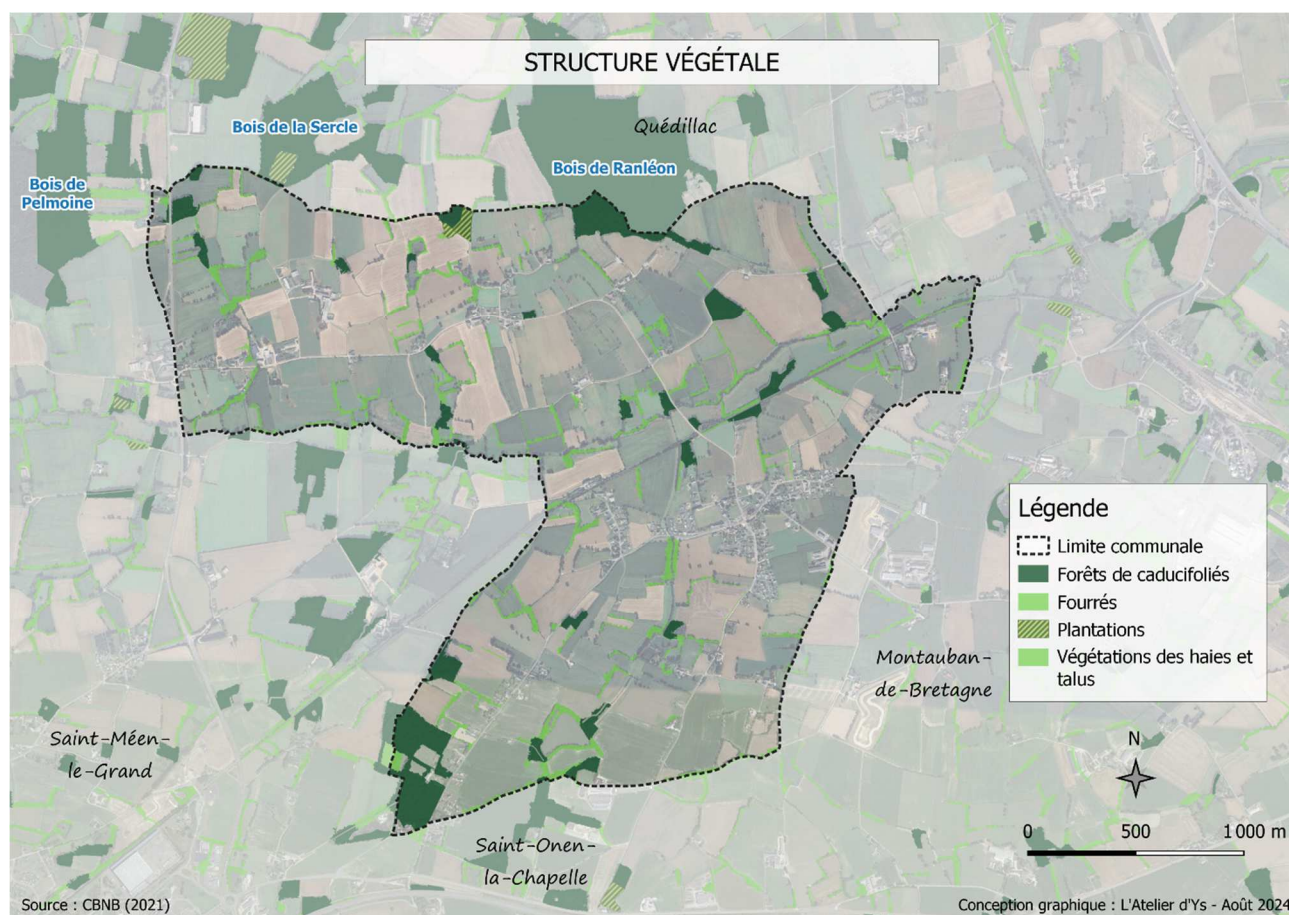 STRUCTURE VÉGÉTALE
Bois de la Sercle
Quédillac
Bois de
Pelmoine
Bois de Ranléon
Légende
Limite communale
Forêts de caducifoliés
Fourrés
Plantations
Végétations des haies et
talus
Montauban-
de-Bretagne
Saint-Méen-
le-Grand
N
Saint-Onen-
la-Chapelle
0 500 1 000 m
Source : CBNB (2021)
Conception graphique : L'Atelier d'Ys - Août 2024